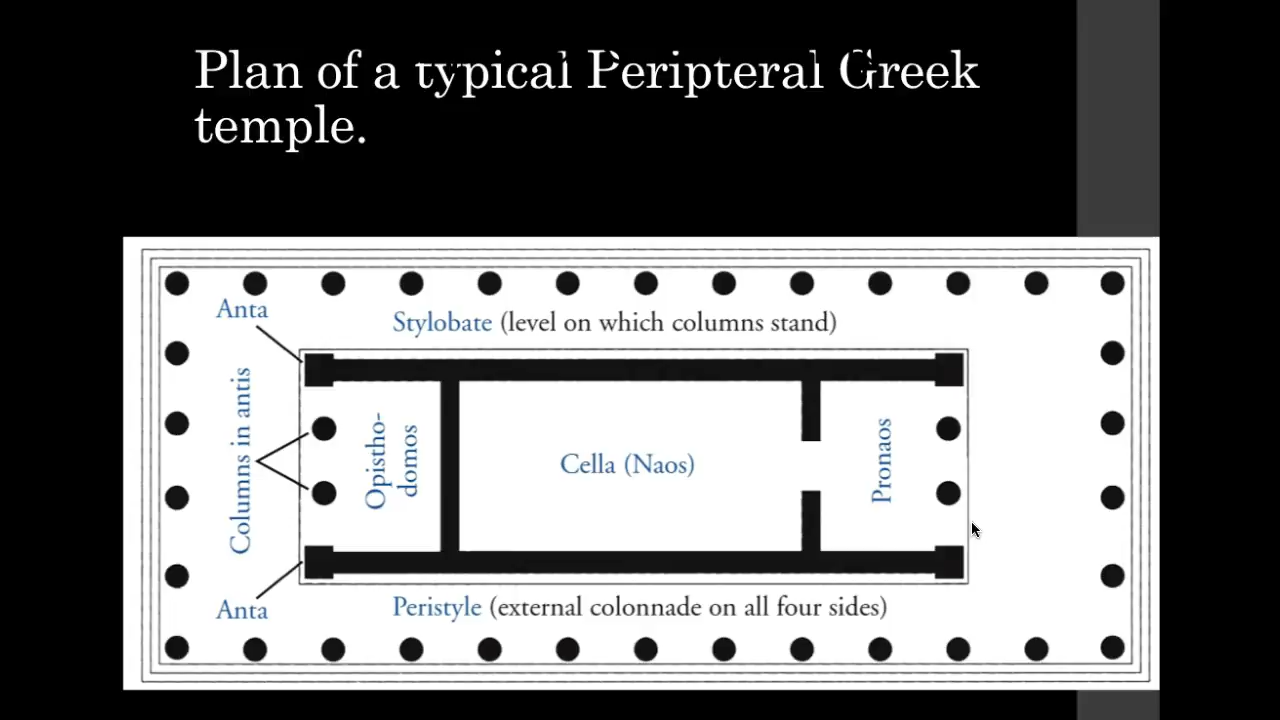 Plan of a typical Peripteral Greek
temple.
Anta
Stylobate (level on which columns stand)
Columns in antis
Opistho-
domos
Cella (Naos)
Pronaos
Anta
Peristyle (external colonnade on all four sides)